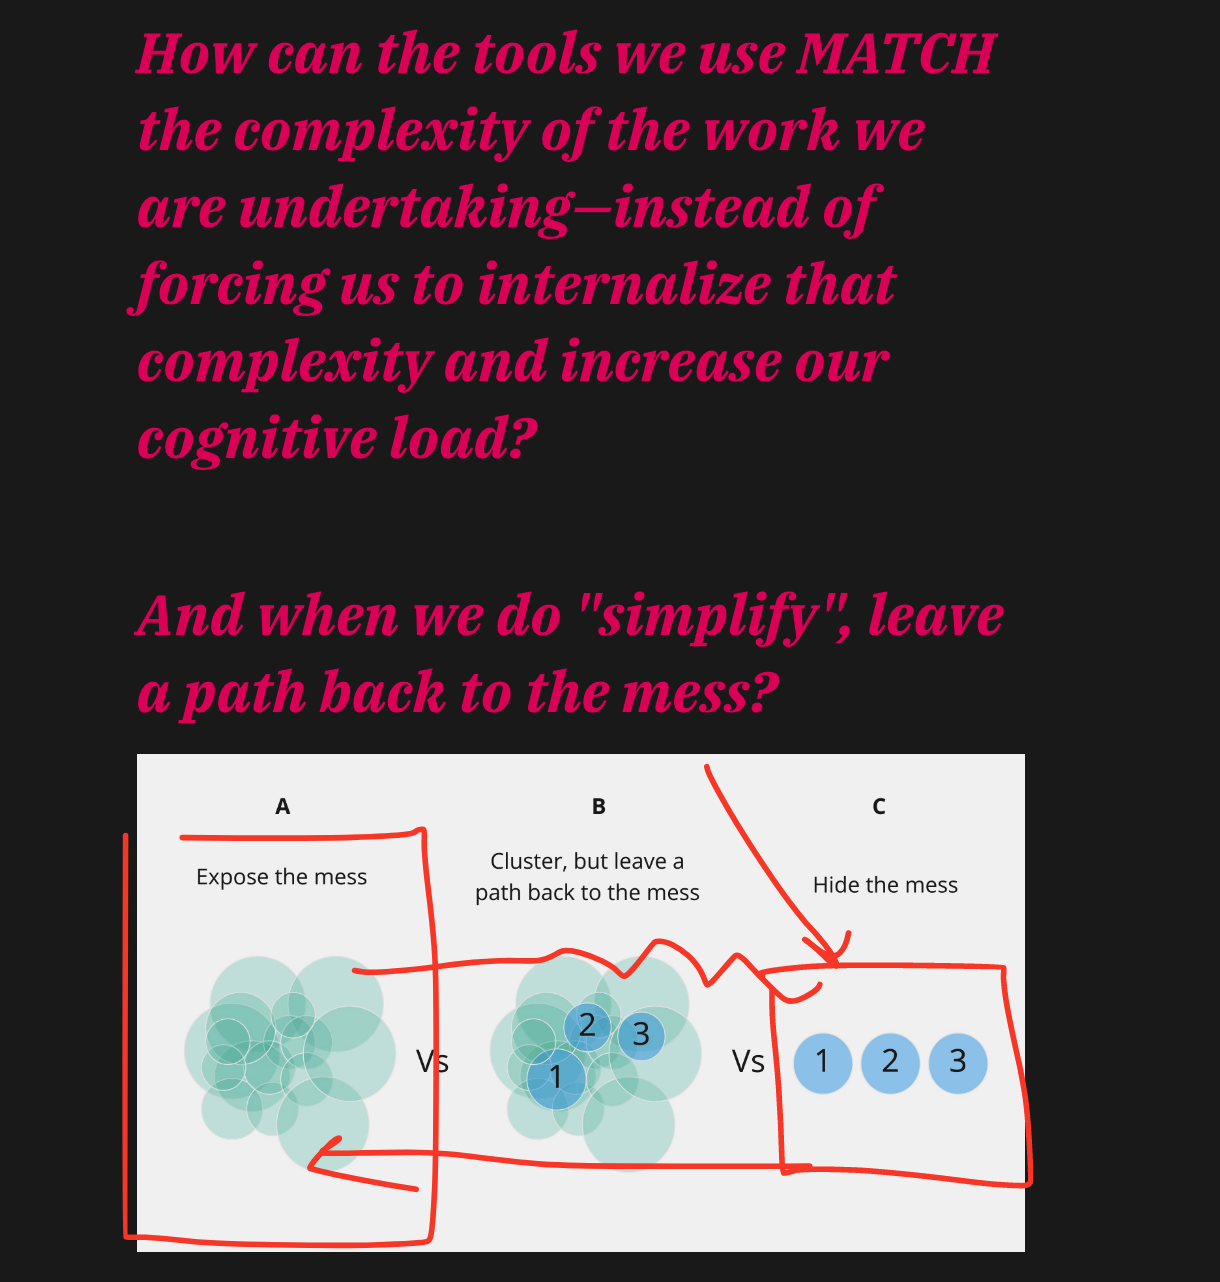 How can the tools we use MATCH
the complexity of the work we
are undertaking—instead of
forcing us to internalize that
complexity and increase our
cognitive load?
And when we do "simplify", leave
a path back to the mess?
A
Expose the mess
Vs
B
Cluster, but leave a
path back to the mess
2
3
1
Vs
C
Hide the mess
1 2 3